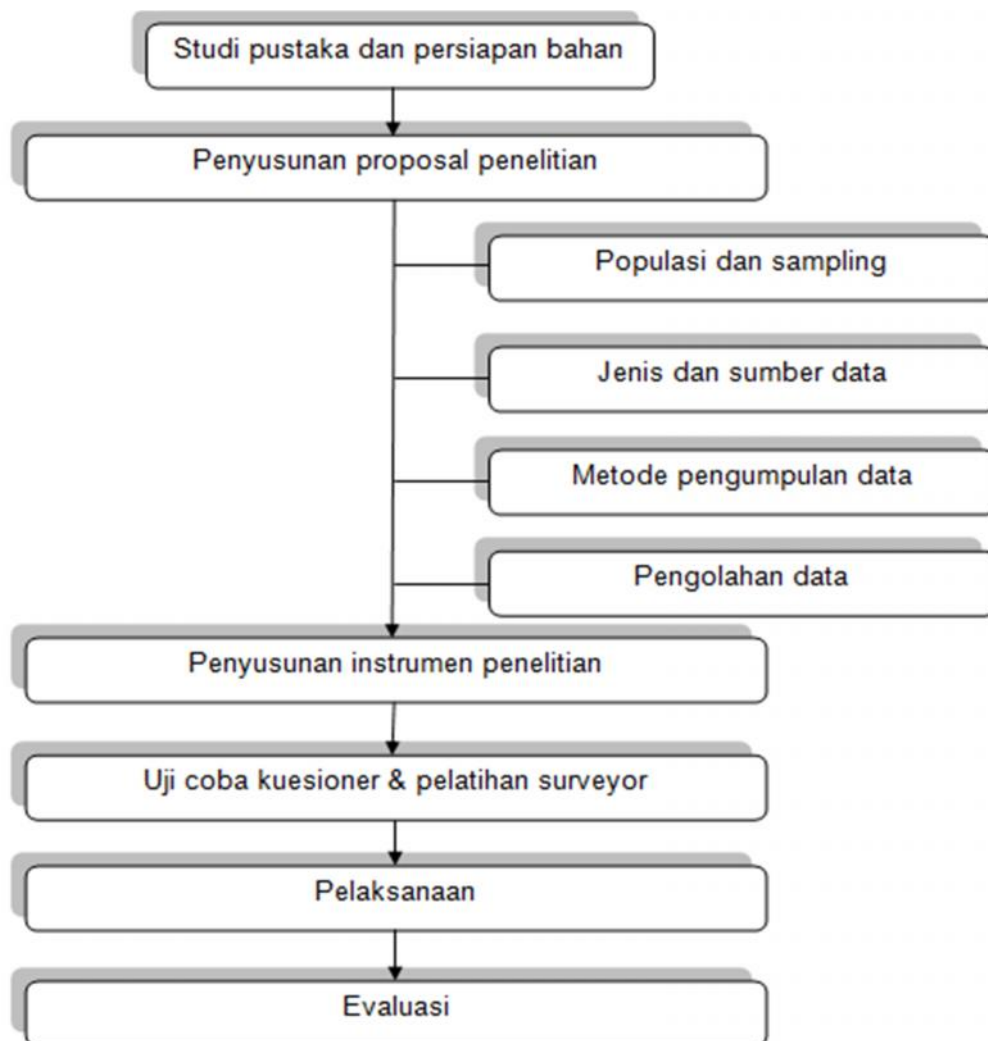 Studi pustaka dan persiapan bahan
Penyusunan proposal penelitian
Populasi dan sampling
Jenis dan sumber data
Metode pengumpulan data
Pengolahan data
Penyusunan instrumen penelitian
Uji coba kuesioner & pelatihan surveyor
Pelaksanaan
Evaluasi